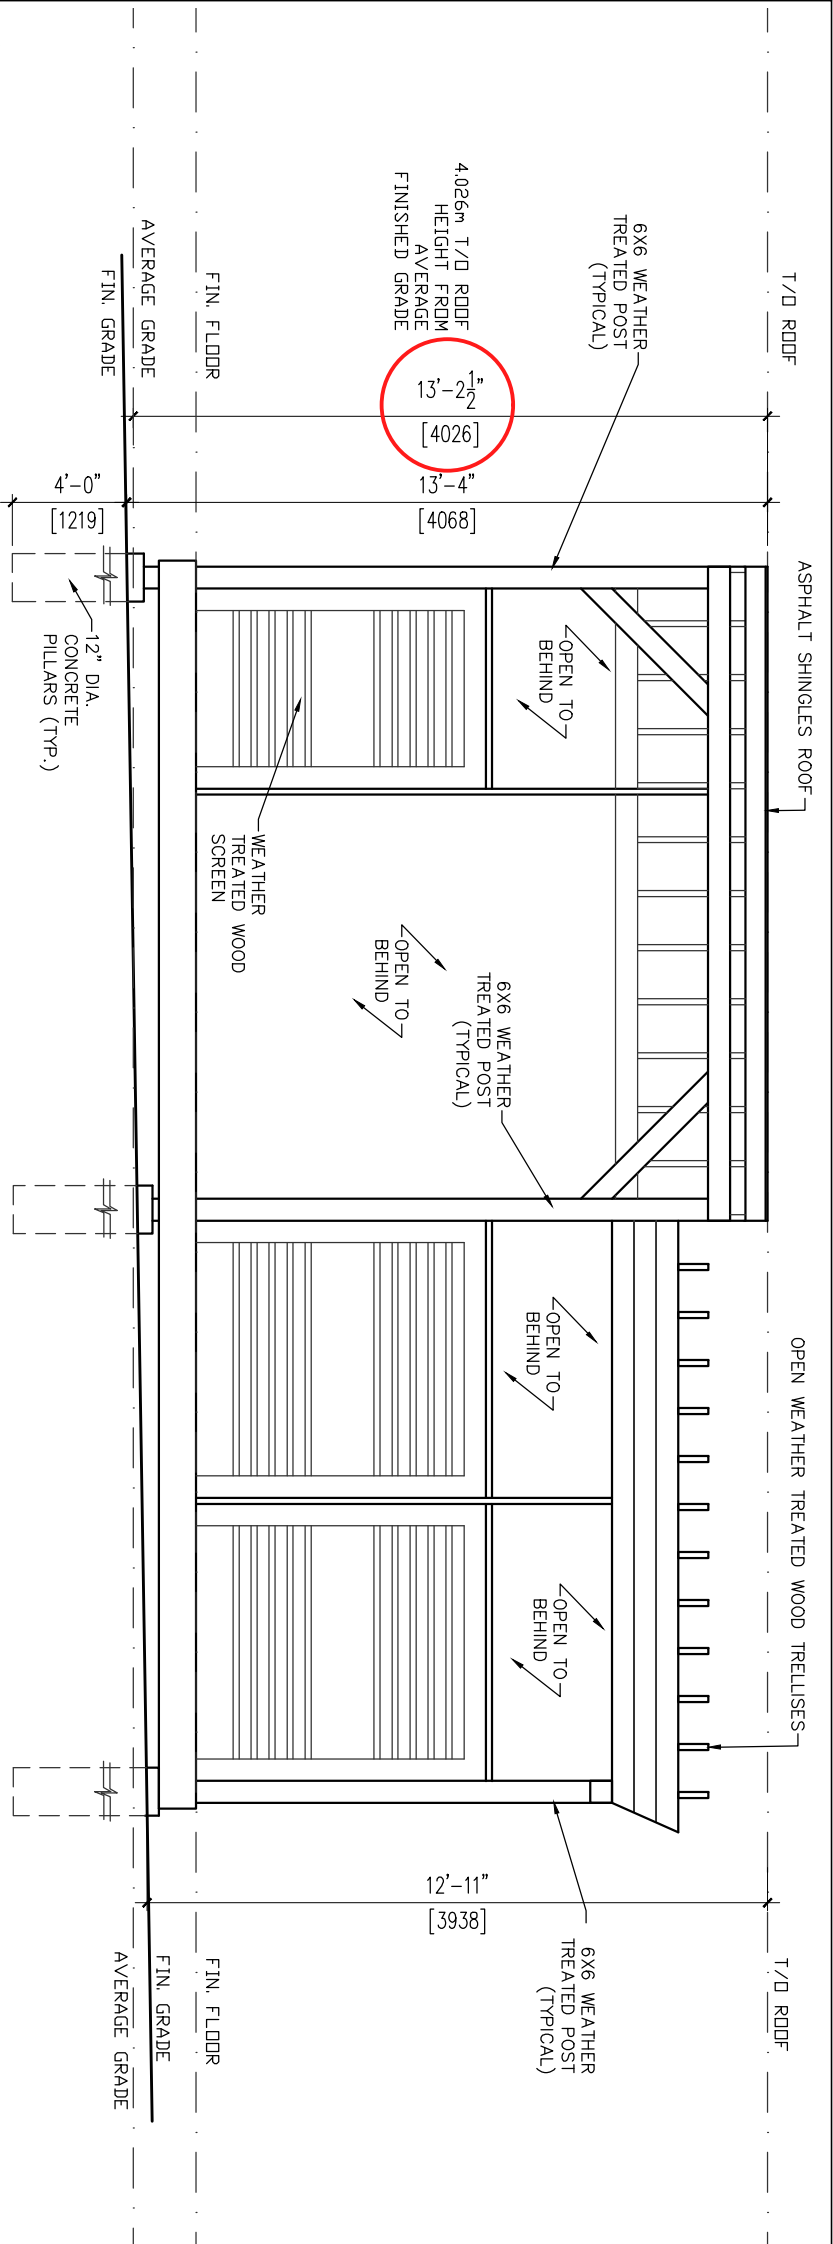 T/O ROOF
ASPHALT SHINGLES ROOF
OPEN WEATHER TREATED WOOD TRELLISES
T/O ROOF
6X6 WEATHER
TREATED POST
(TYPICAL)
4.026m T/O ROOF
HEIGHT FROM
AVERAGE
FINISHED GRADE
13'-2½"
[4026]
13'-4"
[4068]
OPEN TO
BEHIND
OPEN TO
BEHIND
6X6 WEATHER
TREATED POST
(TYPICAL)
OPEN TO
BEHIND
OPEN TO
BEHIND
12'-11"
[3938]
6X6 WEATHER
TREATED POST
(TYPICAL)
WEATHER
TREATED WOOD
SCREEN
FIN. FLOOR
AVERAGE GRADE
FIN. GRADE
4'-0"
[1219]
12" DIA.
CONCRETE
PILLARS (TYP.)
FIN. FLOOR
FIN. GRADE
AVERAGE GRADE